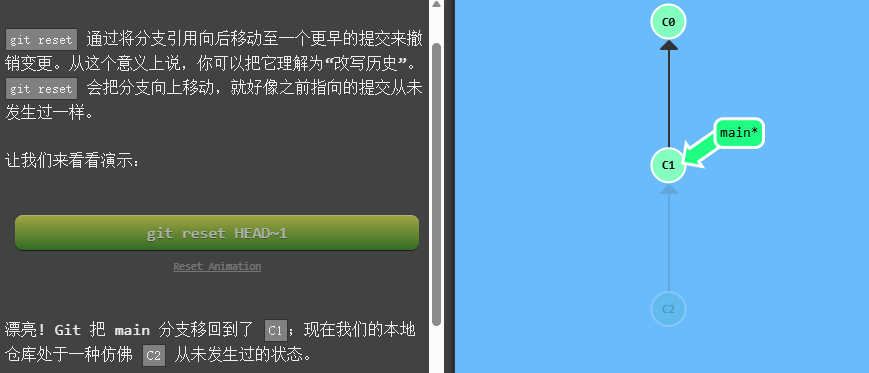 git reset 通过将分支引用向后移动至一个更早的提交来撤
销变更。从这个意义上说，你可以把它理解为“改写历史”。
git reset 会把分支向上移动，就好像之前指向的提交从未
发生过一样。
让我们来看看演示：
git reset HEAD~1
Reset Animation
漂亮! Git 把 main 分支移回到了 C1；现在我们的本地
仓库处于一种仿佛 C2 从未发生过的状态。
C0
main*
C1
C2